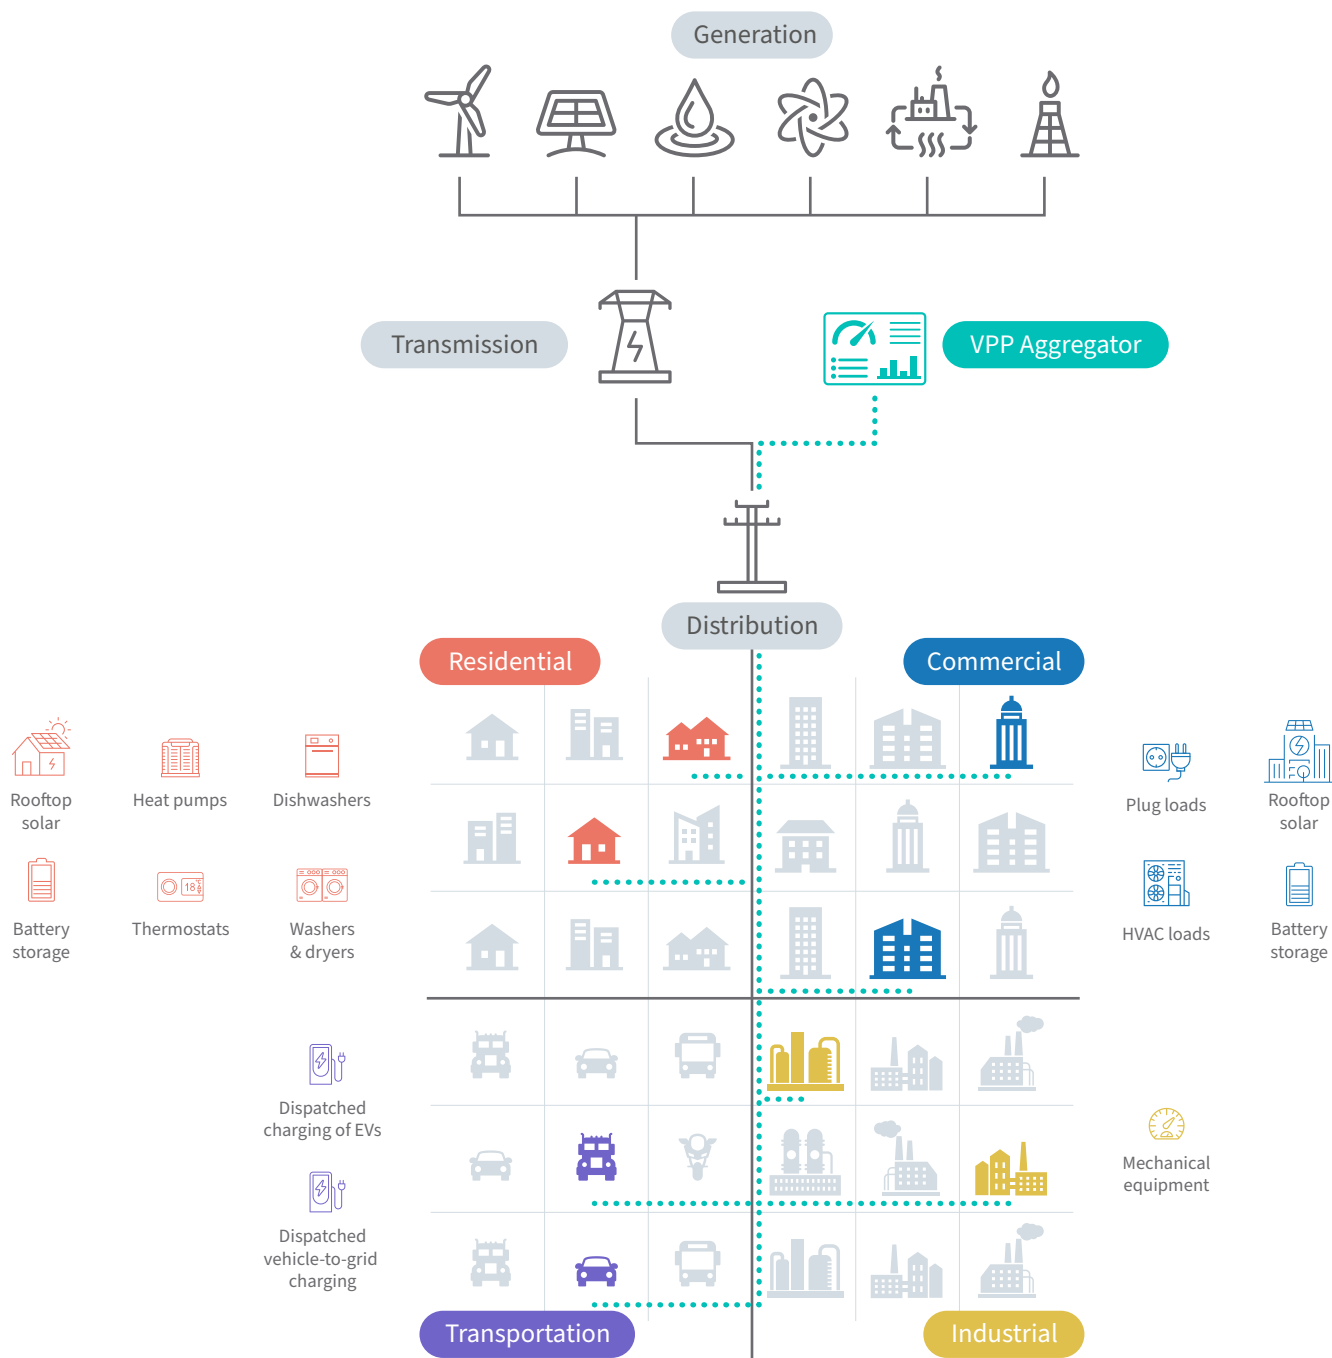 Generation
Transmission
VPP Aggregator
Distribution
Residential
Commercial
Rooftop
solar
Heat pumps
Dishwashers
Plug loads
Rooftop
solar
18
Battery
storage
Thermostats
Washers
& dryers
HVAC loads
Battery
storage
Dispatched
charging of EVs
Mechanical
equipment
Dispatched
vehicle-to-grid
charging
Transportation
Industrial